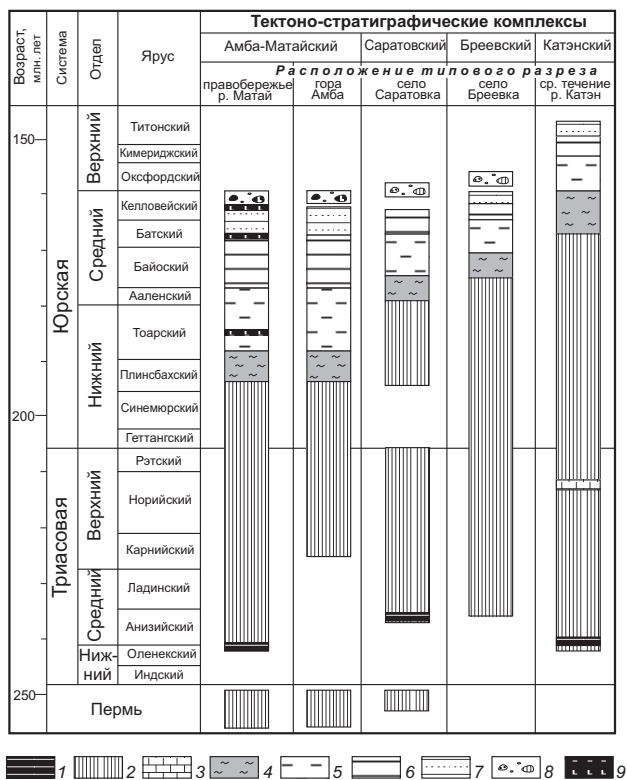 Возраст, млн. лет
Система
Отдел
Ярус
Тектоно-стратиграфические комплексы
Амба-Матайский
Саратовский
Бреевский
Катэнский
Расположение типового разреза
правобережье
р. Матай
гора
Амба
село
Саратовка
село
Бреевка
ср. течение
р. Катэн
150
200
250
Юрская
Триасовая
Верхний
Средний
Нижний
Верхний
Средний
Ниж-
ний
Титонский
Кимериджский
Оксфордский
Келловейский
Батский
Байоский
Ааленский
Тоарский
Плинсбахский
Синемюрский
Геттангский
Рэтский
Норийский
Карнийский
Ладинский
Анизийский
Оленекский
Индский
Пермь
1 2 3 4 5 6 7 8 9